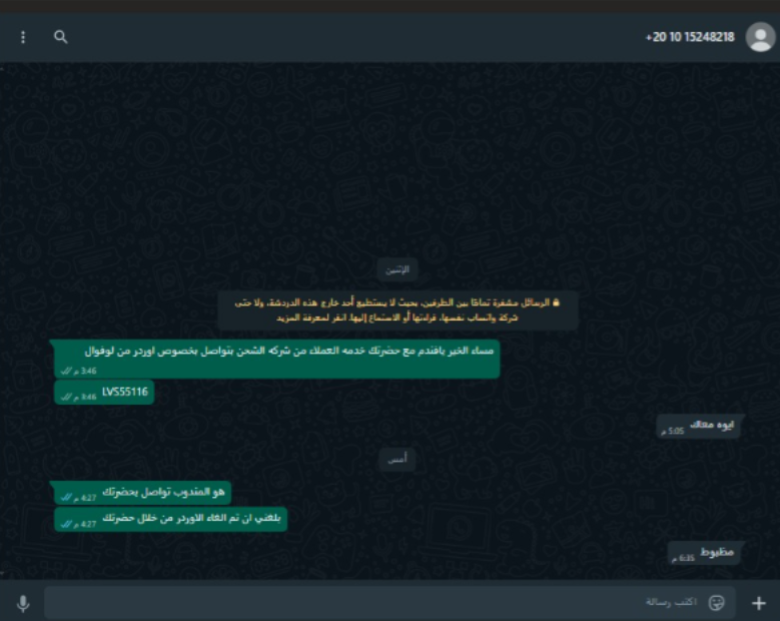 +20 10 15248218
الإثنين
الرسائل مشفرة تمامًا بين الطرفين، بحيث لا يستطيع أحد خارج هذه الدردشة، ولا حتى
شركة واتساب نفسها، قراءتها أو الاستماع إليها. انقر لمعرفة المزيد
مساء الخير يافندم مع حضرتك خدمه العملاء من شركه الشحن بتواصل بخصوص اوردر من لوفوال
3:46 م
LV555116 3:46 م
ايوه معاك 5:05 م
أمس
هو المندوب تواصل بحضرتك 4:27 م
بلغني ان تم الغاء الاوردر من خلال حضرتك 4:27 م
مظبوط 6:35 م
اكتب رسالة